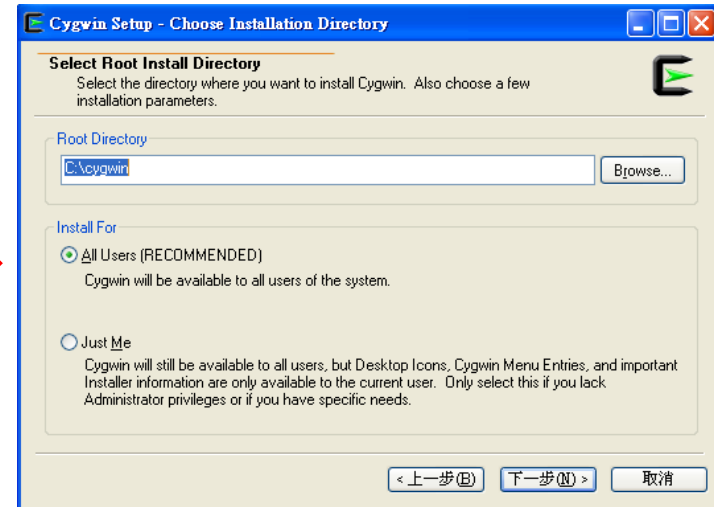 Cygwin Setup - Choose Installation Directory
Select Root Install Directory
Select the directory where you want to install Cygwin. Also choose a few
installation parameters.
Root Directory
C:\cygwin
Browse...
Install For
All Users (RECOMMENDED)
Cygwin will be available to all users of the system.
Just Me
Cygwin will still be available to all users, but Desktop Icons, Cygwin Menu Entries, and important
Installer information are only available to the current user. Only select this if you lack
Administrator privileges or if you have specific needs.
< 上一步(B) 下一步(N) > 取消